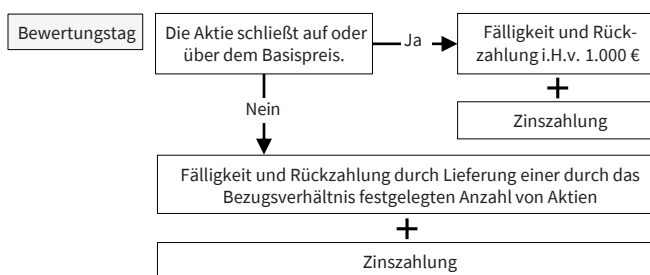 Bewertungstag
Die Aktie schließt auf oder
über dem Basispreis.
Ja
Fälligkeit und Rück-
zahlung i.H.v. 1.000 €
+
Zinszahlung
Nein
Fälligkeit und Rückzahlung durch Lieferung einer durch das
Bezugsverhältnis festgelegten Anzahl von Aktien
+
Zinszahlung